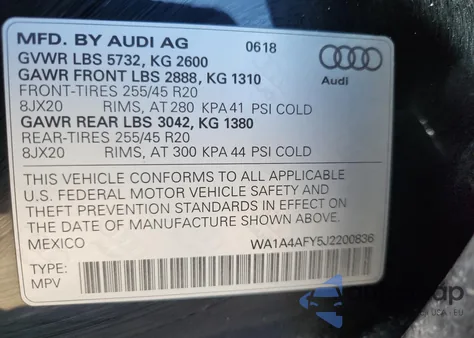 MFD. BY AUDI AG 0618
GVWR LBS 5732, KG 2600
GAWR FRONT LBS 2888, KG 1310
Audi
FRONT-TIRES 255/45 R20
8JX20 RIMS, AT 280 KPA 41 PSI COLD
GAWR REAR LBS 3042, KG 1380
REAR-TIRES 255/45 R20
8JX20 RIMS, AT 300 KPA 44 PSI COLD
THIS VEHICLE CONFORMS TO ALL APPLICABLE
U.S. FEDERAL MOTOR VEHICLE SAFETY AND
THEFT PREVENTION STANDARDS IN EFFECT ON
THE DATE OF MANUFACTURE SHOWN ABOVE
MEXICO WA1A4AFY5J2200836
TYPE:
MPV